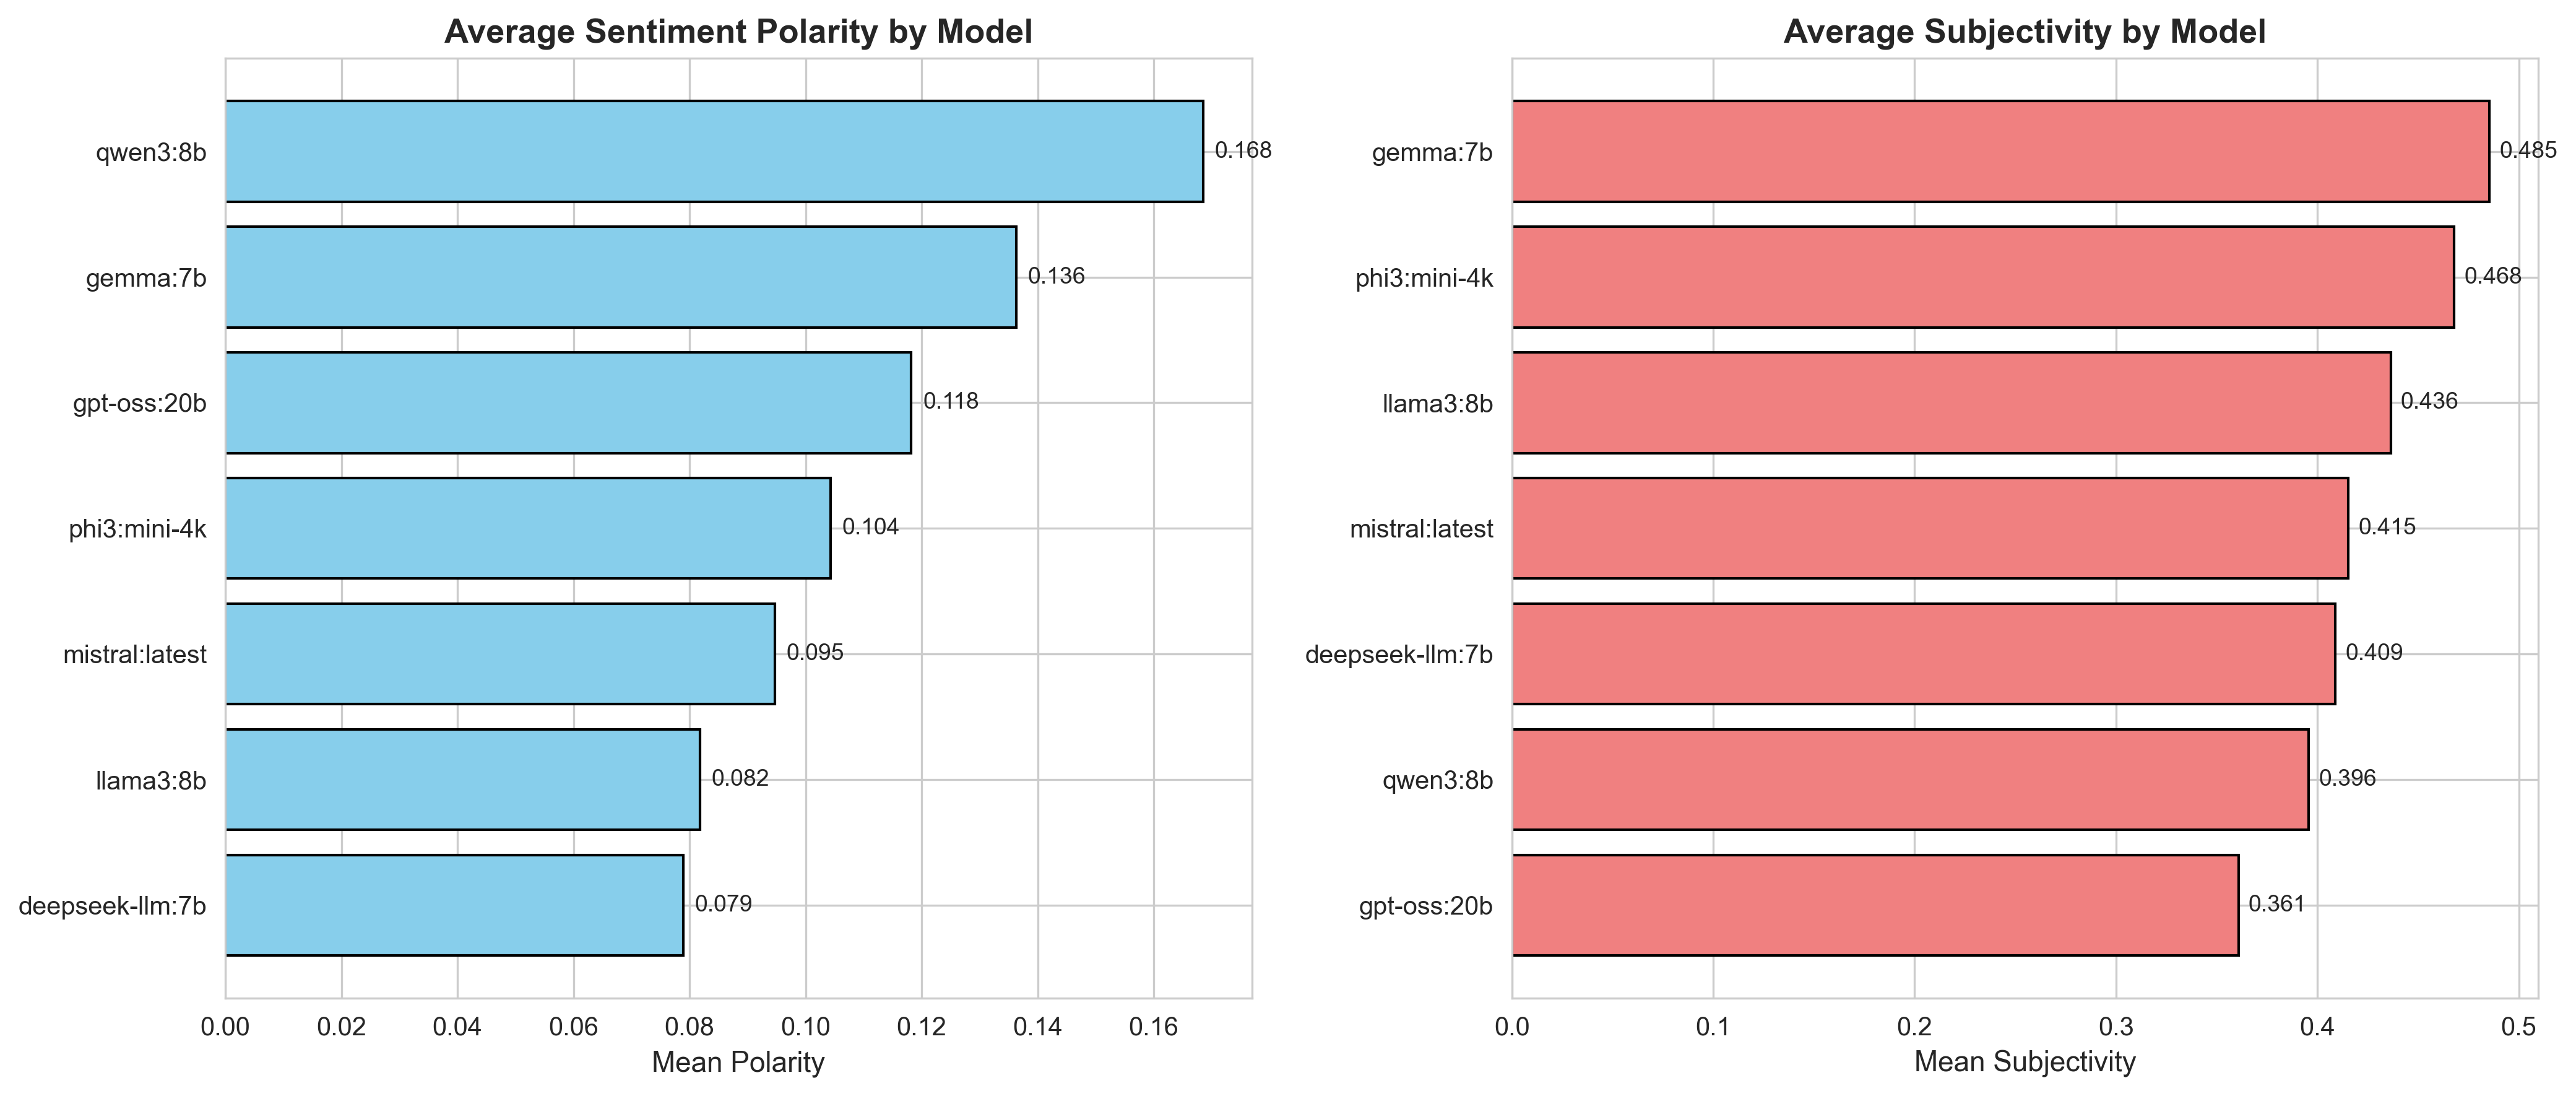 Average Sentiment Polarity by Model
qwen3:8b
0.168
gemma:7b
0.136
gpt-oss:20b
0.118
phi3:mini-4k
0.104
mistral:latest
0.095
llama3:8b
0.082
deepseek-llm:7b
0.079
0.00 0.02 0.04 0.06 0.08 0.10 0.12 0.14 0.16
Mean Polarity
Average Subjectivity by Model
gemma:7b
0.485
phi3:mini-4k
0.468
llama3:8b
0.436
mistral:latest
0.415
deepseek-llm:7b
0.409
qwen3:8b
0.396
gpt-oss:20b
0.361
0.0 0.1 0.2 0.3 0.4 0.5
Mean Subjectivity